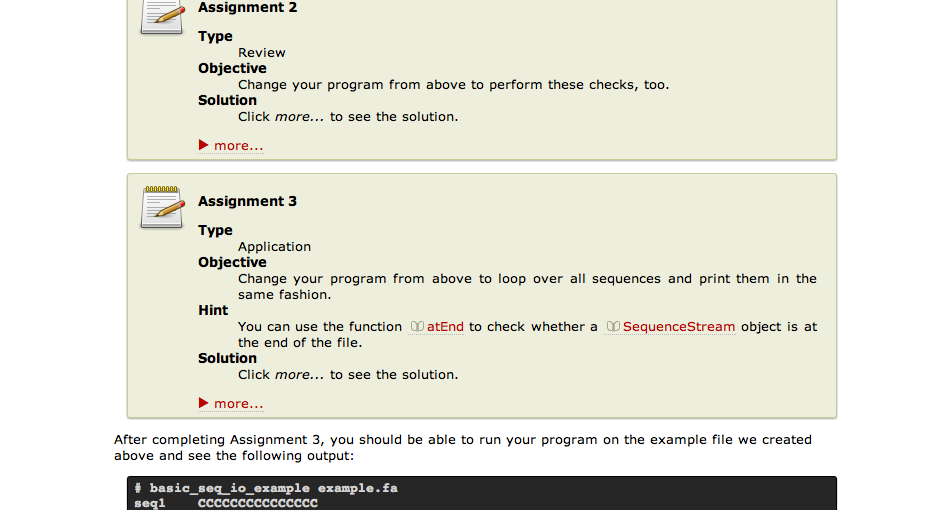 Assignment 2
Type
Review
Objective
Change your program from above to perform these checks, too.
Solution
Click more... to see the solution.
more...
Assignment 3
Type
Application
Objective
Change your program from above to loop over all sequences and print them in the
same fashion.
Hint
You can use the function atEnd to check whether a SequenceStream object is at
the end of the file.
Solution
Click more... to see the solution.
more...
After completing Assignment 3, you should be able to run your program on the example file we created
above and see the following output:
# basic_seq_io_example example.fa
seq1    CCCCCCCCCCCCCCC